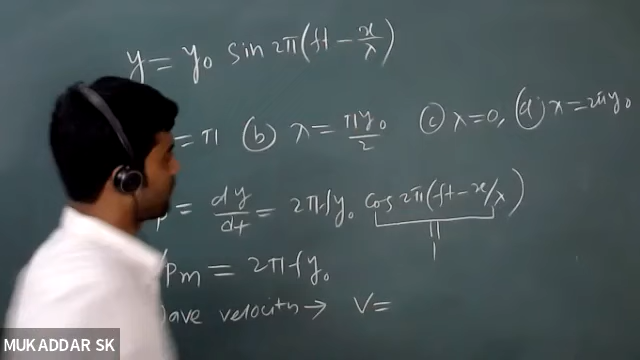 y = y₀ sin 2π(ft − x/λ)
= π (b) λ = πy₀/2 (c) λ = 0, (d) λ = 2πy₀
= dy/dt = 2πfy₀ cos 2π(ft − x/λ)
1
pm = 2πfy₀
ave velocity → V =
MUKADDAR SK